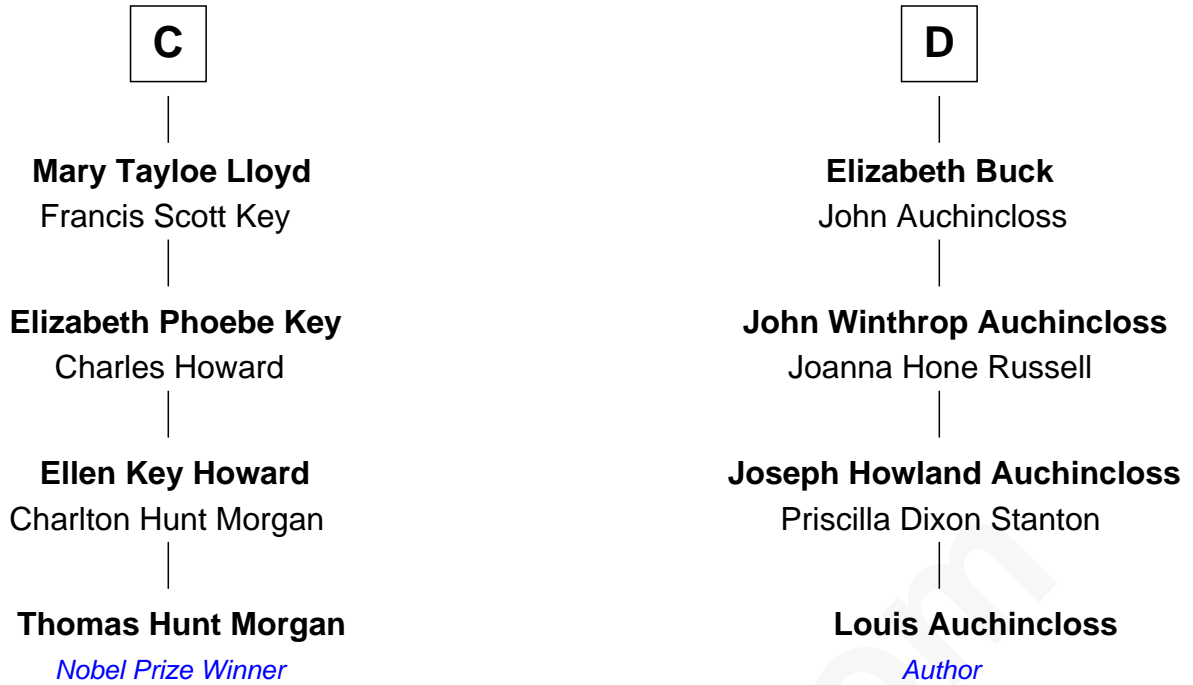 C
Mary Tayloe Lloyd
Francis Scott Key
Elizabeth Phoebe Key
Charles Howard
Ellen Key Howard
Charlton Hunt Morgan
Thomas Hunt Morgan
Nobel Prize Winner
D
Elizabeth Buck
John Auchincloss
John Winthrop Auchincloss
Joanna Hone Russell
Joseph Howland Auchincloss
Priscilla Dixon Stanton
Louis Auchincloss
Author